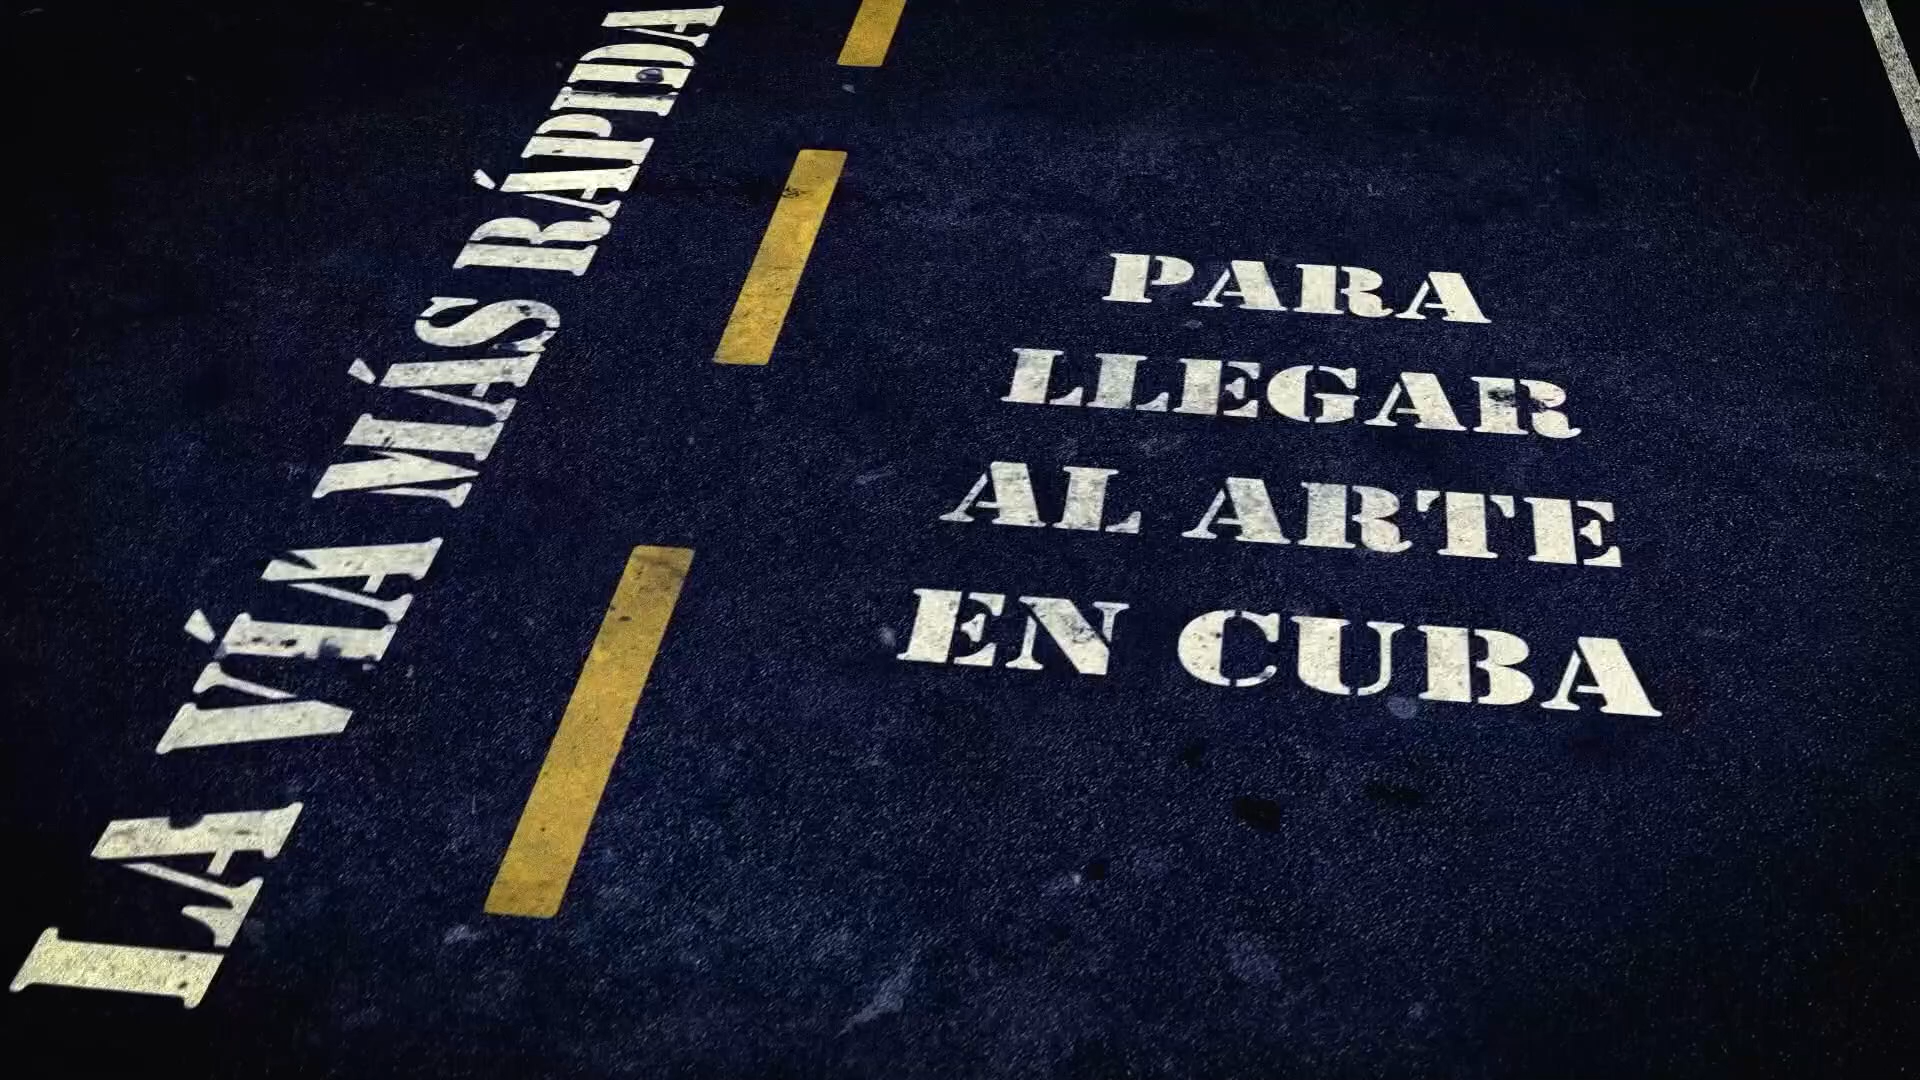 LA VÍA MÁS RÁPIDA
PARA
LLEGAR
AL ARTE
EN CUBA